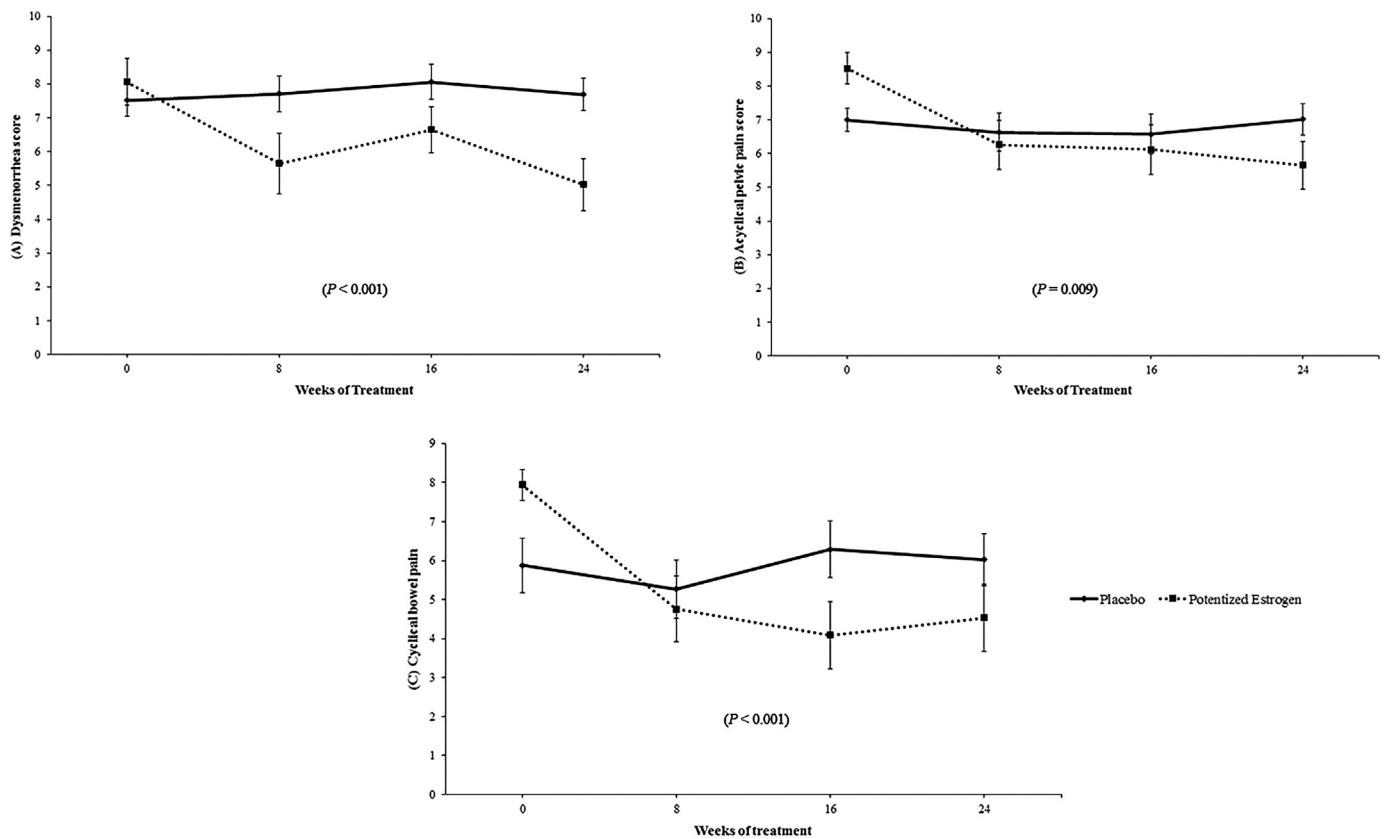 (A) Dysmenorrhea score
10
9
8
7
6
5
4
3
2
1
0
(P < 0.001)
0 8 16 24
Weeks of Treatment
(B) Acyclical pelvic pain score
10
9
8
7
6
5
4
3
2
1
0
(P = 0.009)
0 8 16 24
Weeks of Treatment
(C) Cyclical bowel pain
9
8
7
6
5
4
3
2
1
0
(P < 0.001)
0 8 16 24
Weeks of treatment
Placebo Potentized Estrogen